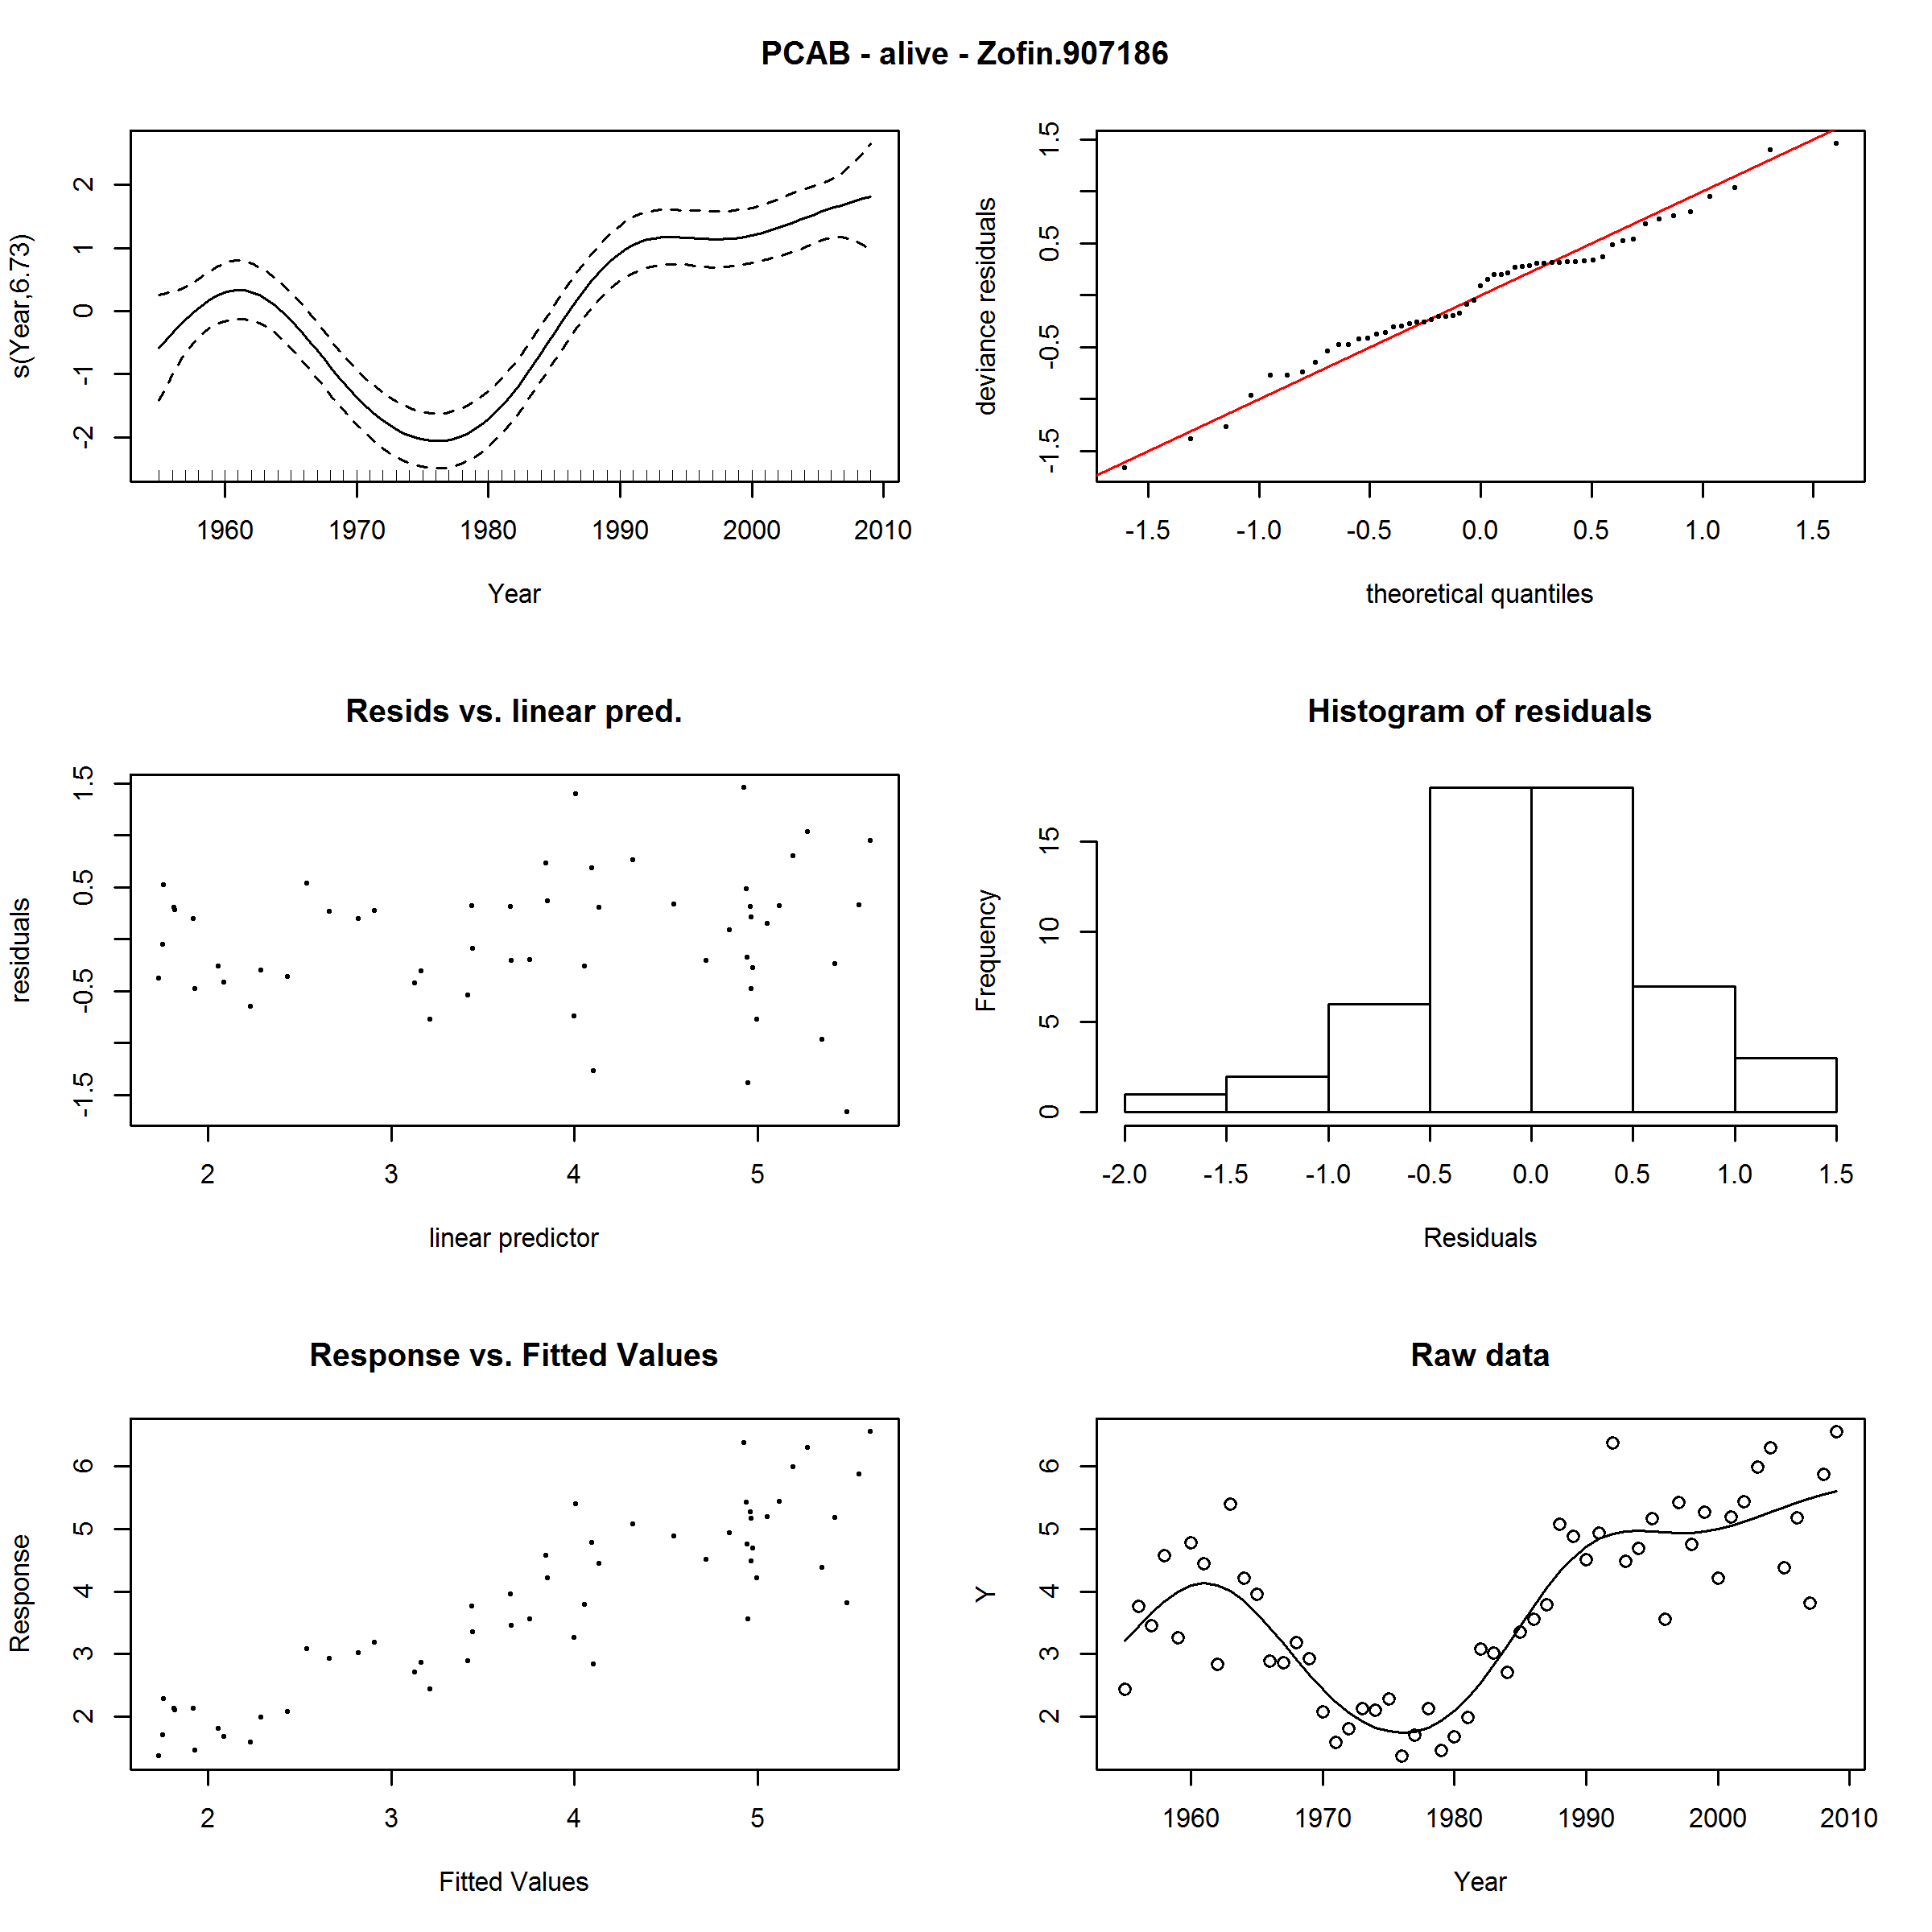 PCAB - alive - Zofin.907186
s(Year,6.73)
2
1
0
-1
-2
1960 1970 1980 1990 2000 2010
Year
deviance residuals
1.5
0.5
-0.5
-1.5
-1.5 -1.0 -0.5 0.0 0.5 1.0 1.5
theoretical quantiles
Resids vs. linear pred.
residuals
1.5
0.5
-0.5
-1.5
2 3 4 5
linear predictor
Histogram of residuals
Frequency
15
10
5
0
-2.0 -1.5 -1.0 -0.5 0.0 0.5 1.0 1.5
Residuals
Response vs. Fitted Values
Response
6
5
4
3
2
2 3 4 5
Fitted Values
Raw data
Y
6
5
4
3
2
1960 1970 1980 1990 2000 2010
Year